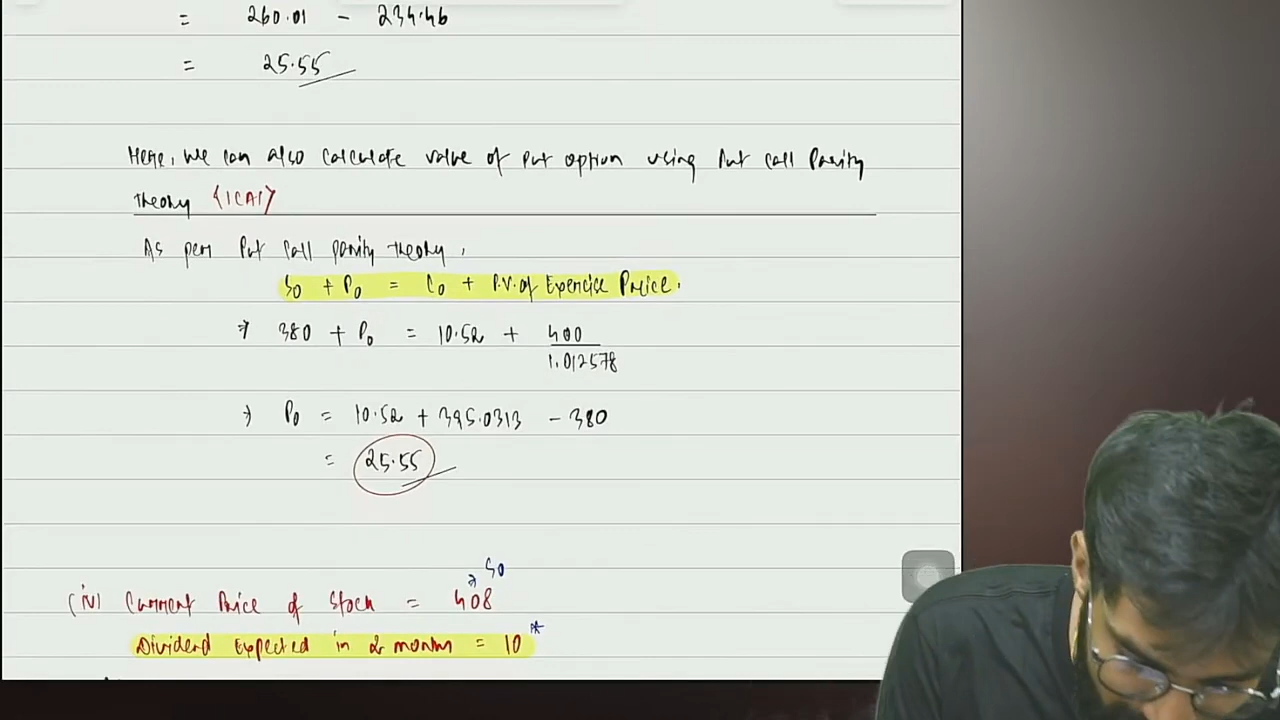 = 260.01 - 234.46
= 25.55
Here, we can also calculate value of Put option using Put call Parity
theory {ICAI}
As per Put call parity theory,
S0 + P0 = C0 + P.V. of Exercise Price.
⇒ 380 + P0 = 10.52 + 400
1.012578
⇒ P0 = 10.52 + 395.0313 - 380
= 25.55
→ S0
(iv) Current Price of Stock = 408
Dividend Expected in 2 months = 10*